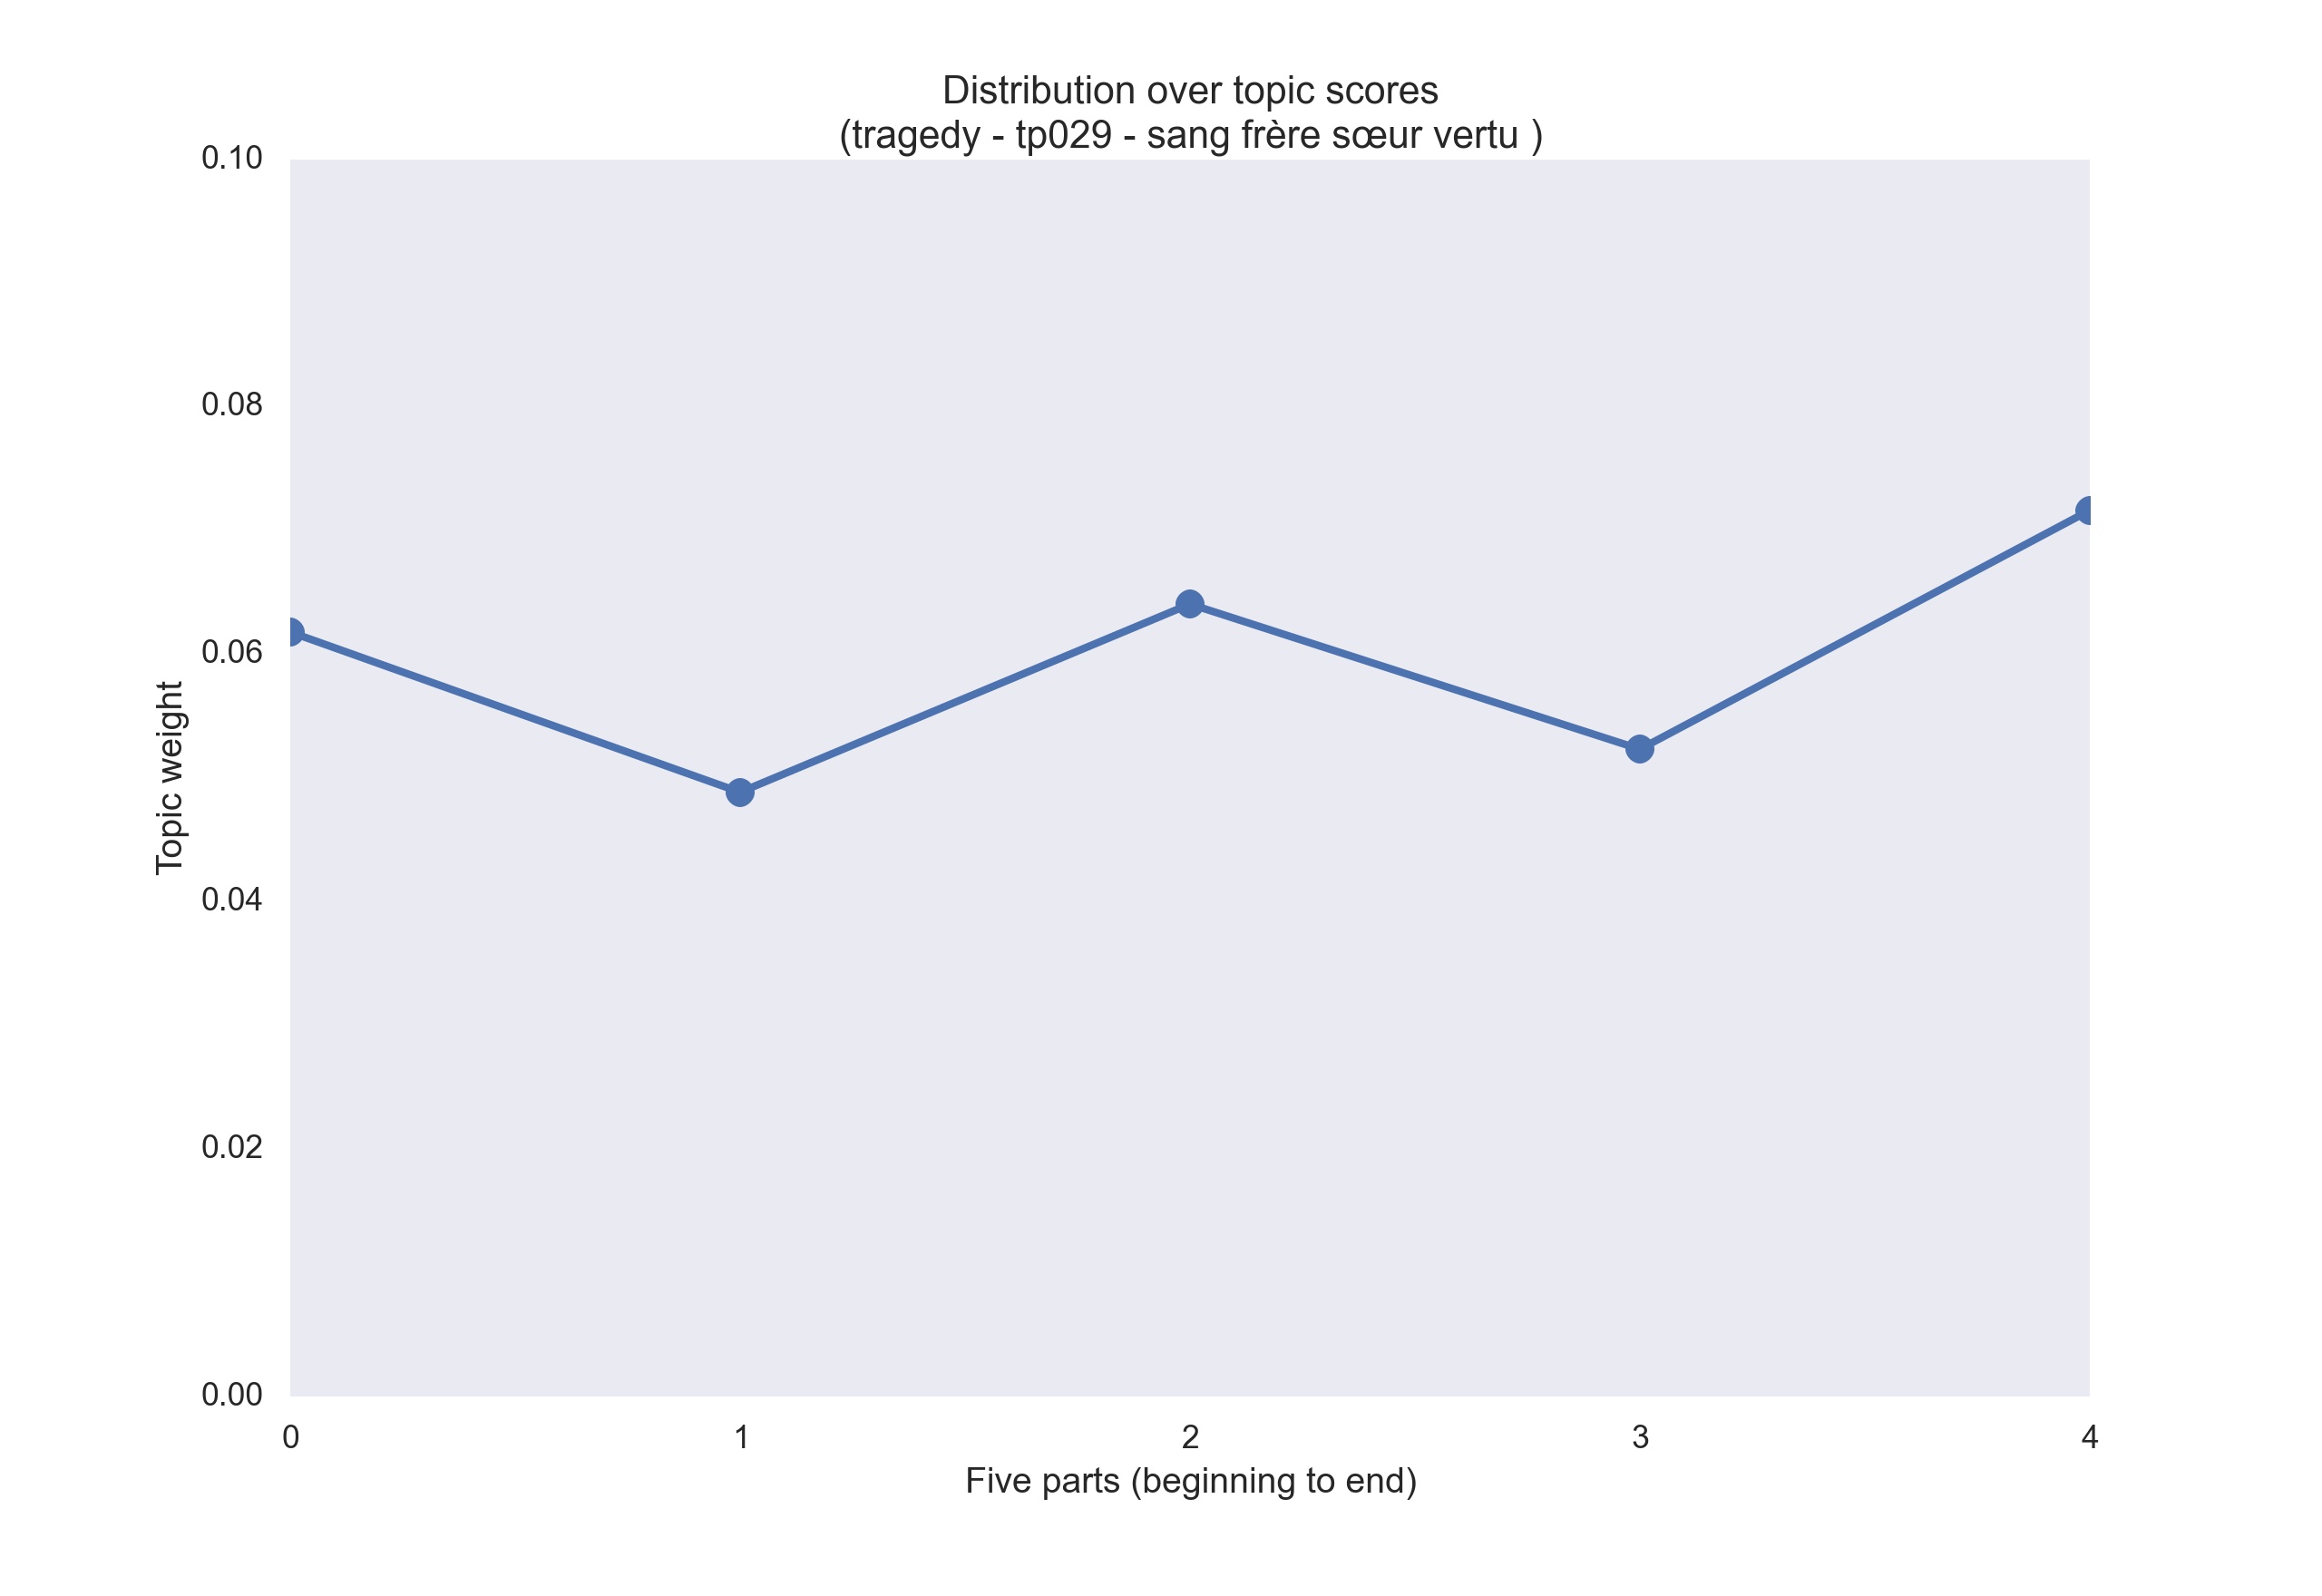 Distribution over topic scores
(tragedy - tp029 - sang frère sœur vertu )
0.10
0.08
0.06
0.04
0.02
0.00
Topic weight
0 1 2 3 4
Five parts (beginning to end)